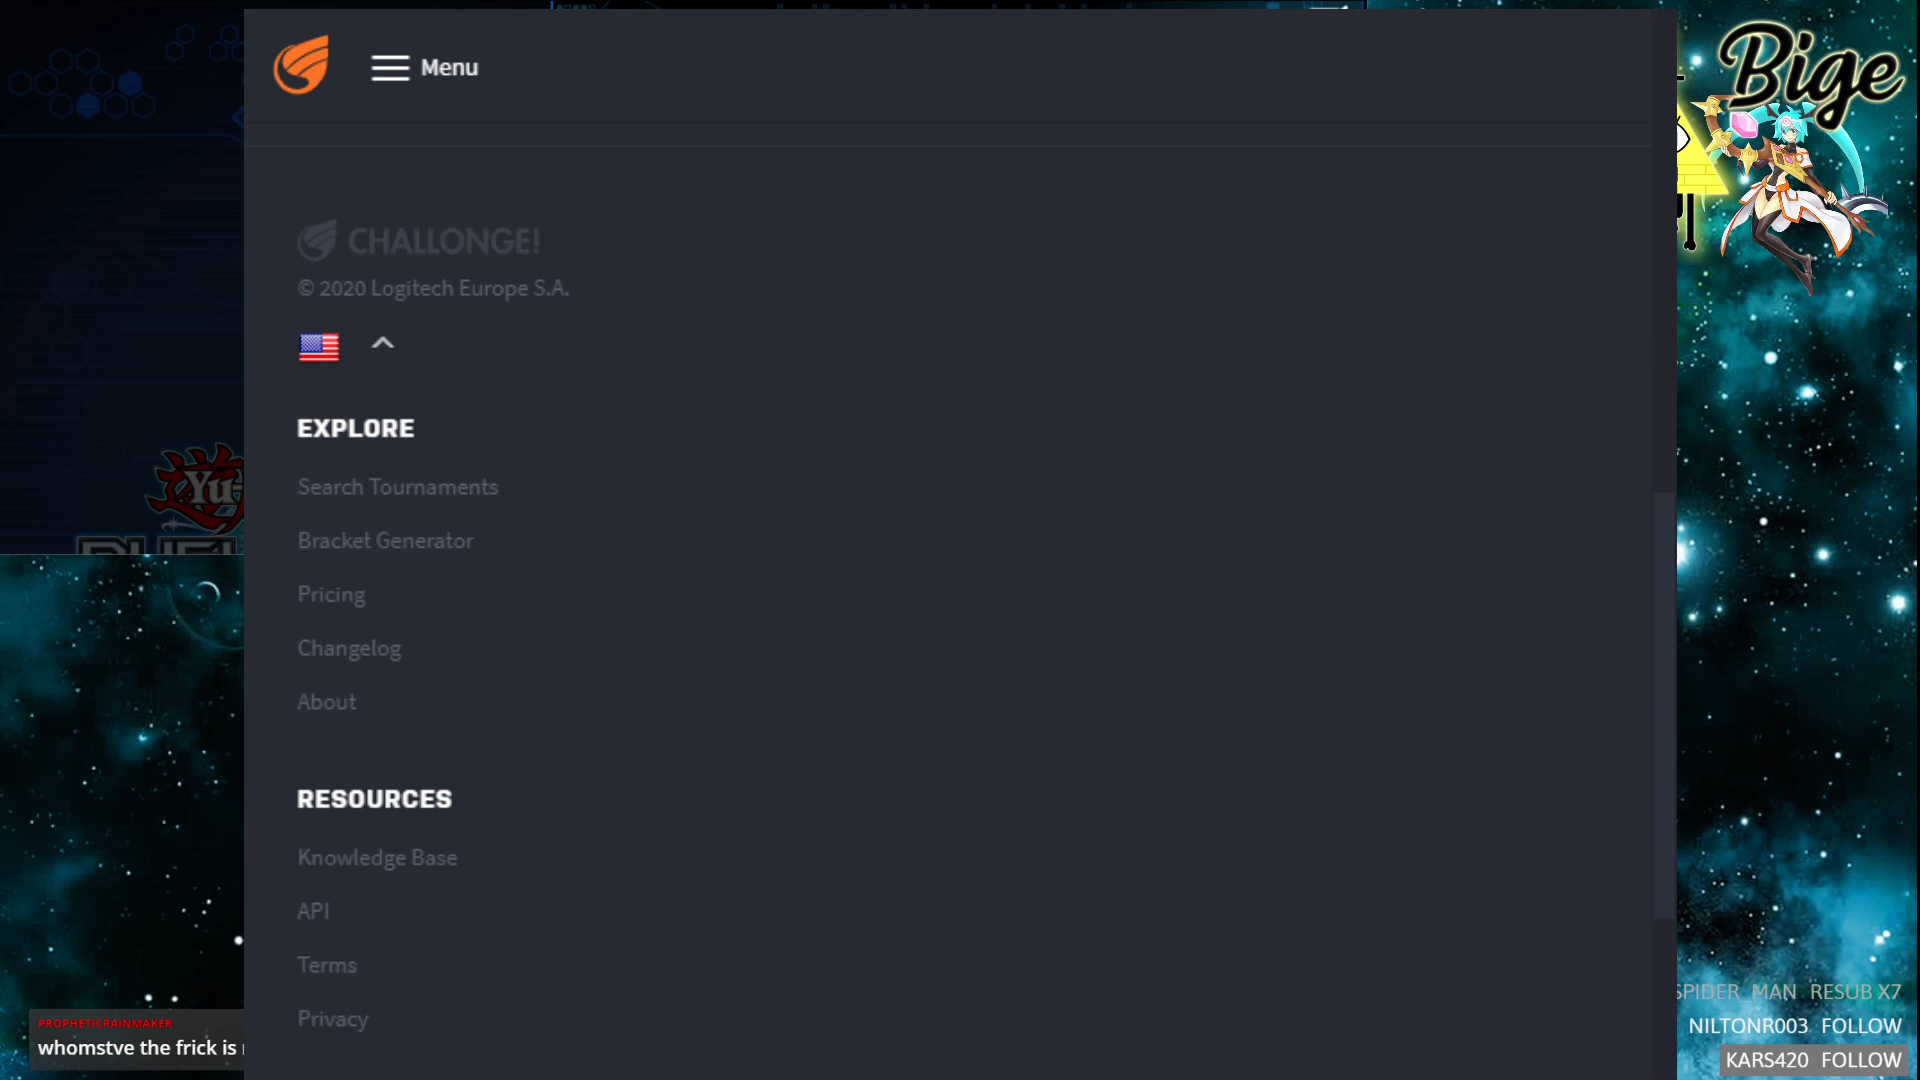 Menu
Bige
CHALLONGE!
© 2020 Logitech Europe S.A.
EXPLORE
Search Tournaments
Yu-
Bracket Generator
Pricing
Changelog
About
RESOURCES
Knowledge Base
API
Terms
Privacy
PROPHETICRAINMAKER
whomstve the frick is
SPIDER MAN RESUB X7
NILTONR003 FOLLOW
KARS420 FOLLOW